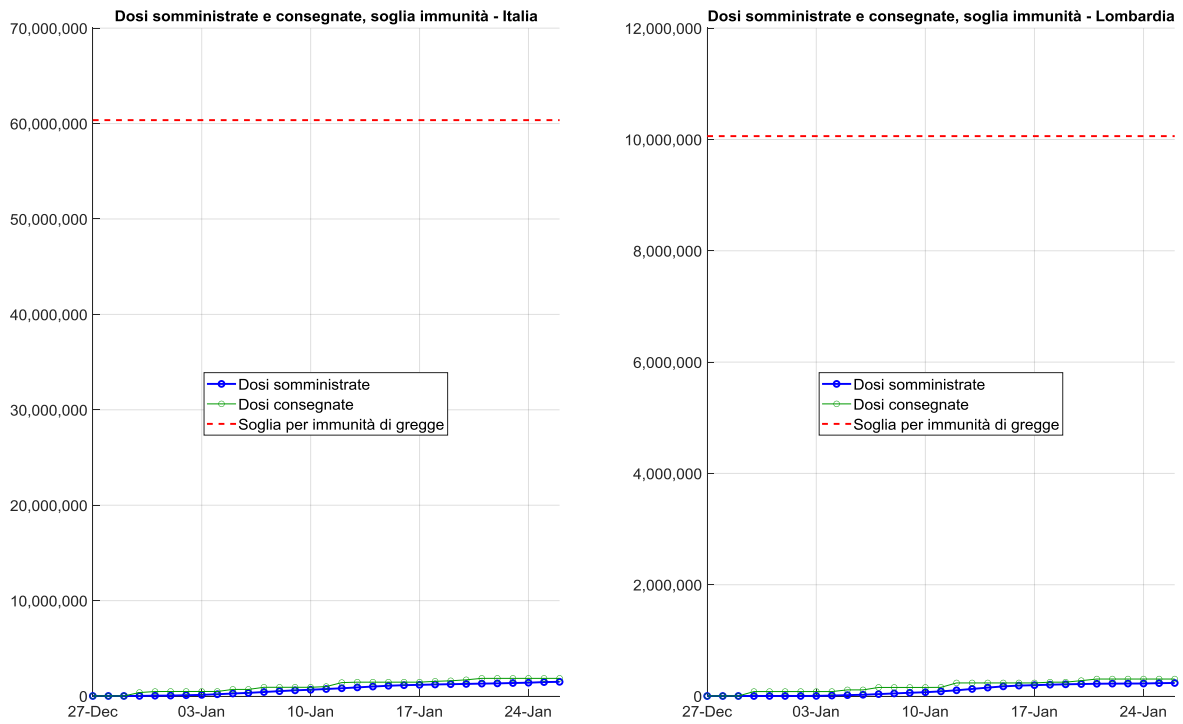 Dosi somministrate e consegnate, soglia immunità - Italia
70,000,000
60,000,000
50,000,000
40,000,000
30,000,000
20,000,000
10,000,000
0
27-Dec 03-Jan 10-Jan 17-Jan 24-Jan
Dosi somministrate
Dosi consegnate
Soglia per immunità di gregge
Dosi somministrate e consegnate, soglia immunità - Lombardia
12,000,000
10,000,000
8,000,000
6,000,000
4,000,000
2,000,000
0
27-Dec 03-Jan 10-Jan 17-Jan 24-Jan
Dosi somministrate
Dosi consegnate
Soglia per immunità di gregge